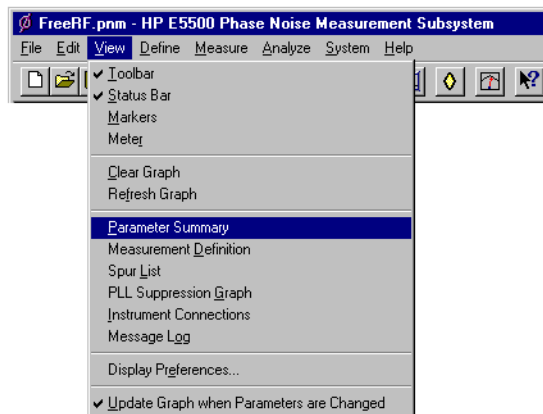 FreeRF.pnm - HP E5500 Phase Noise Measurement Subsystem
File Edit View Define Measure Analyze System Help
Toolbar
Status Bar
Markers
Meter
Clear Graph
Refresh Graph
Parameter Summary
Measurement Definition
Spur List
PLL Suppression Graph
Instrument Connections
Message Log
Display Preferences...
Update Graph when Parameters are Changed